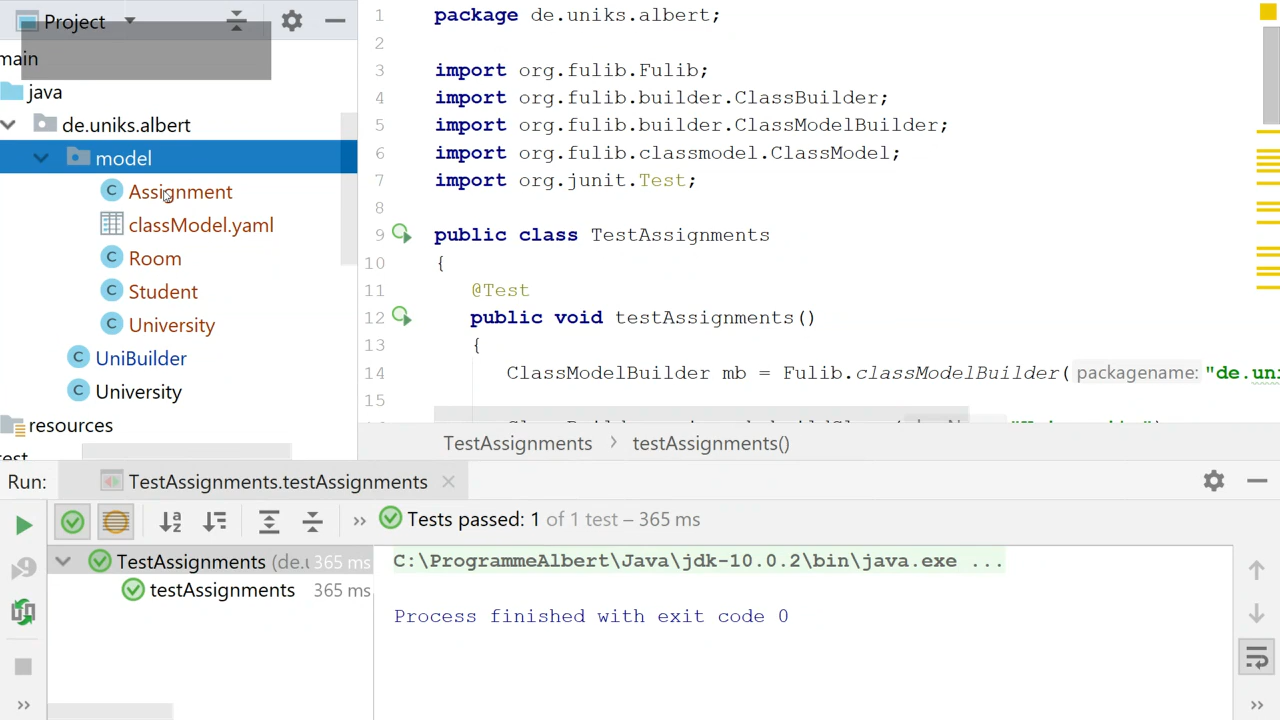 Project
main
java
de.uniks.albert
model
Assignment
classModel.yaml
Room
Student
University
UniBuilder
University
resources
1 package de.uniks.albert;
2
3 import org.fulib.Fulib;
4 import org.fulib.builder.ClassBuilder;
5 import org.fulib.builder.ClassModelBuilder;
6 import org.fulib.classmodel.ClassModel;
7 import org.junit.Test;
8
9 public class TestAssignments
10 {
11 @Test
12 public void testAssignments()
13 {
14 ClassModelBuilder mb = Fulib.classModelBuilder( packagename: "de.uni
15
TestAssignments > testAssignments()
Run: TestAssignments.testAssignments
Tests passed: 1 of 1 test – 365 ms
TestAssignments (de.u 365 ms
testAssignments 365 ms
C:\ProgrammeAlbert\Java\jdk-10.0.2\bin\java.exe ...
Process finished with exit code 0